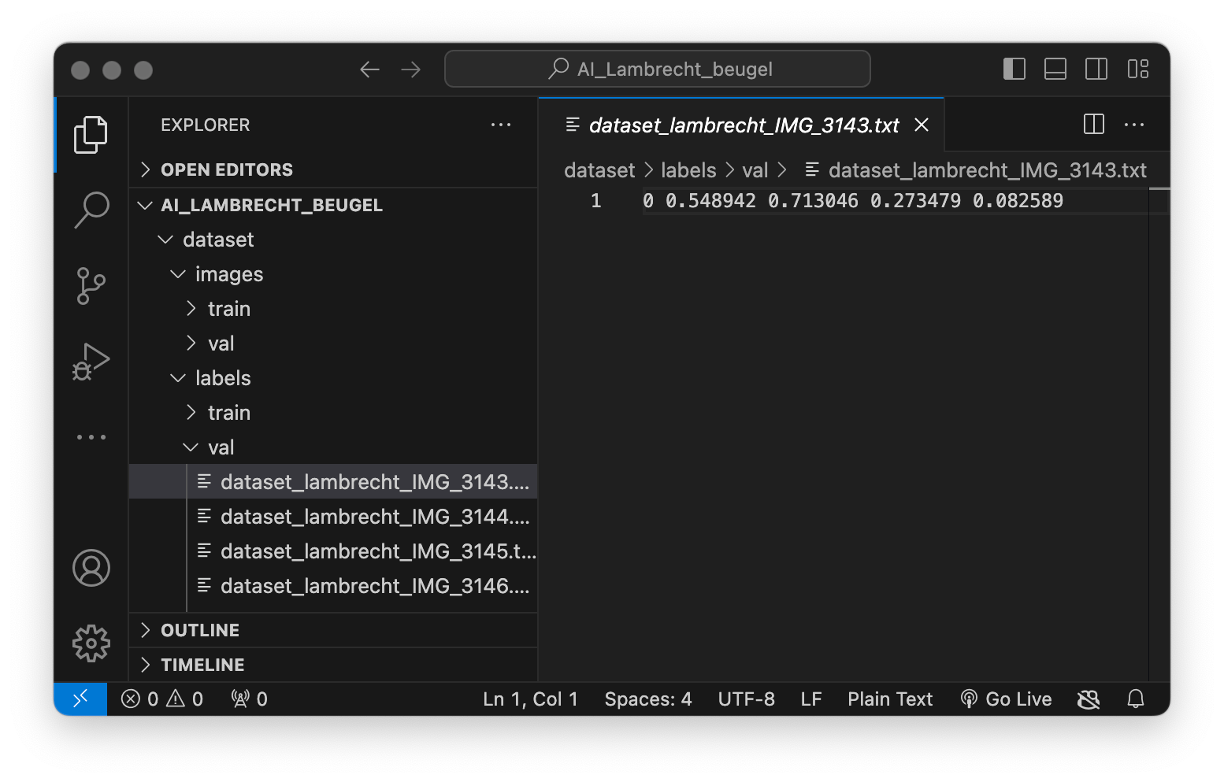 AI_Lambrecht_beugel
EXPLORER
OPEN EDITORS
AI_LAMBRECHT_BEUGEL
dataset
images
train
val
labels
train
val
dataset_lambrecht_IMG_3143....
dataset_lambrecht_IMG_3144....
dataset_lambrecht_IMG_3145.t...
dataset_lambrecht_IMG_3146....
OUTLINE
TIMELINE
dataset_lambrecht_IMG_3143.txt
dataset > labels > val > dataset_lambrecht_IMG_3143.txt
1 0 0.548942 0.713046 0.273479 0.082589
0 0 0 Ln 1, Col 1 Spaces: 4 UTF-8 LF Plain Text Go Live